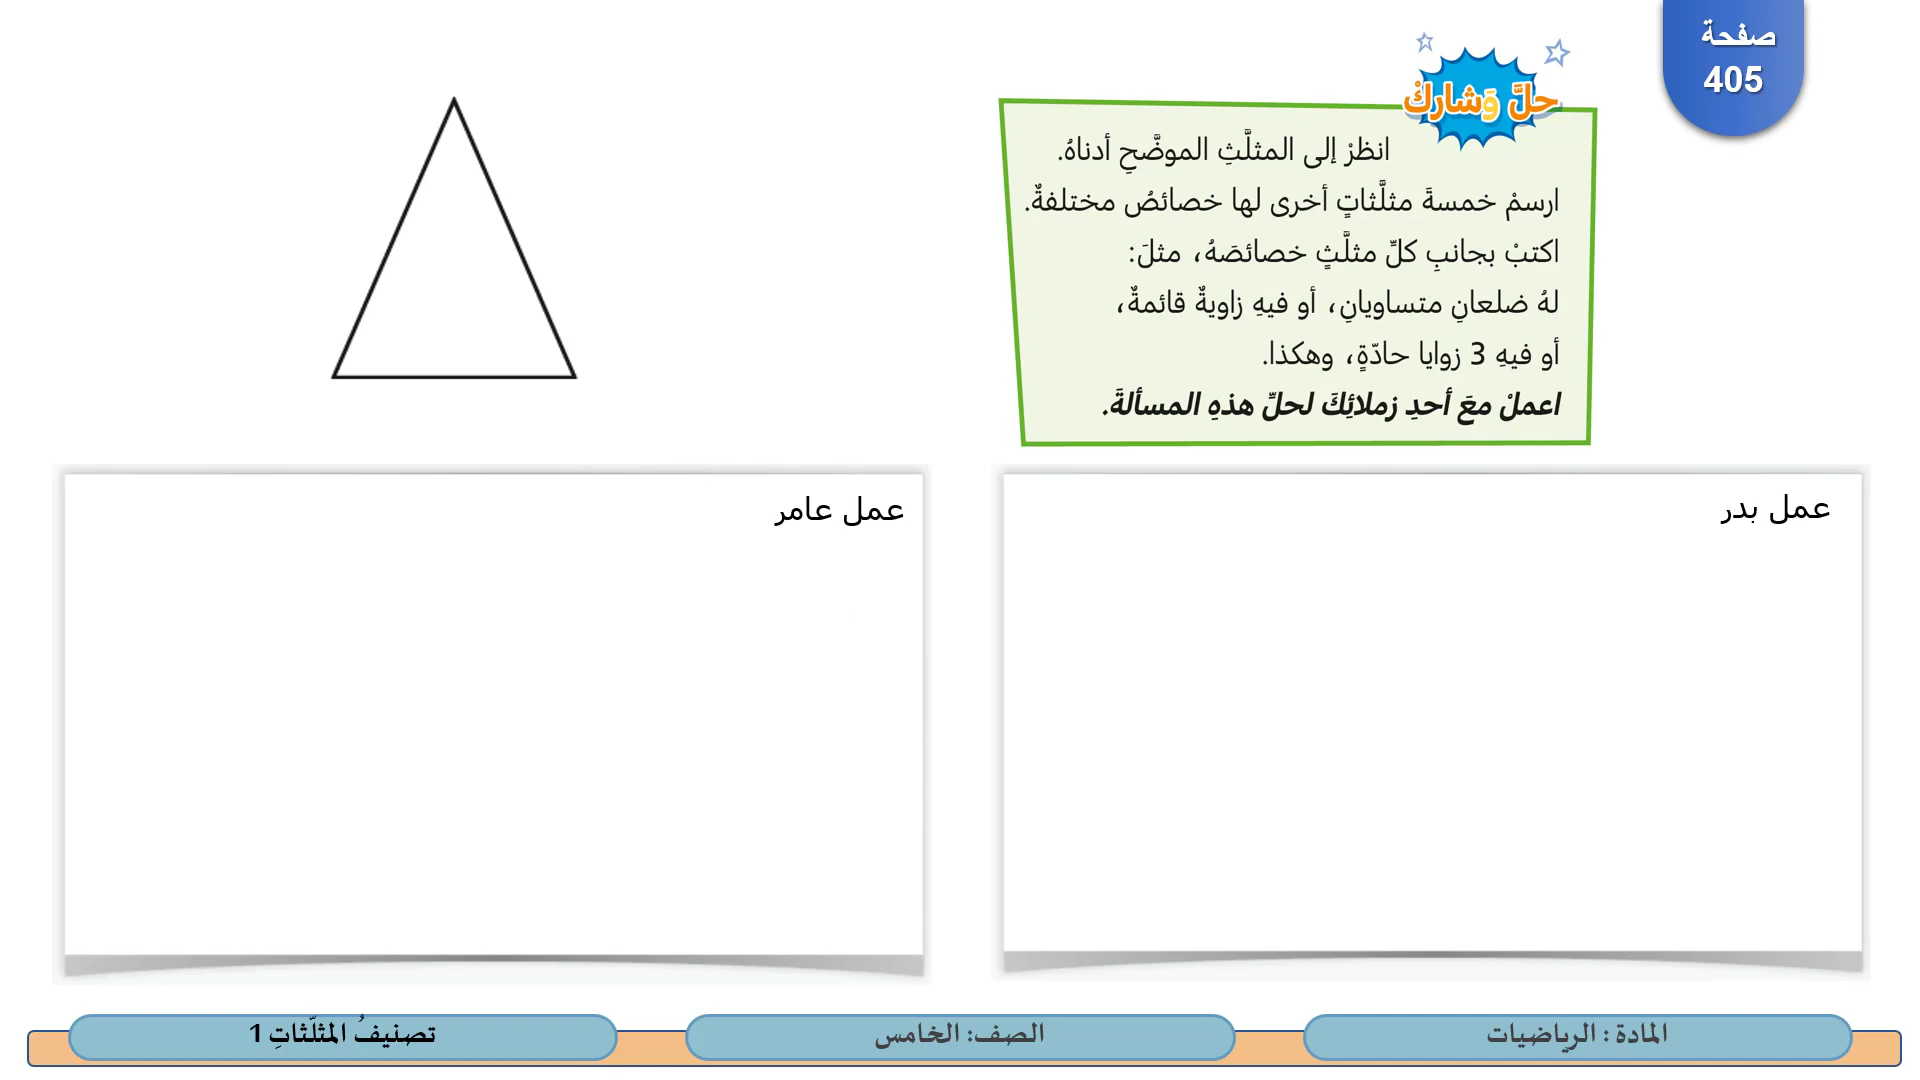 صفحة
405
حلَّ وَشاركْ
انظرْ إلى المثلَّثِ الموضَّحِ أدناهُ.
ارسمْ خمسةَ مثلَّثاتٍ أخرى لها خصائصُ مختلفةٌ.
اكتبْ بجانبِ كلِّ مثلَّثٍ خصائصَهُ، مثلَ:
لهُ ضلعانِ متساويانِ، أو فيهِ زاويةٌ قائمةٌ،
أو فيهِ 3 زوايا حادّةٍ، وهكذا.
اعملْ معَ أحدِ زملائِكَ لحلِّ هذهِ المسألةَ.
عمل بدر
عمل عامر
المادة : الرياضيات
الصف: الخامس
تصنيفُ المثلّثاتِ 1